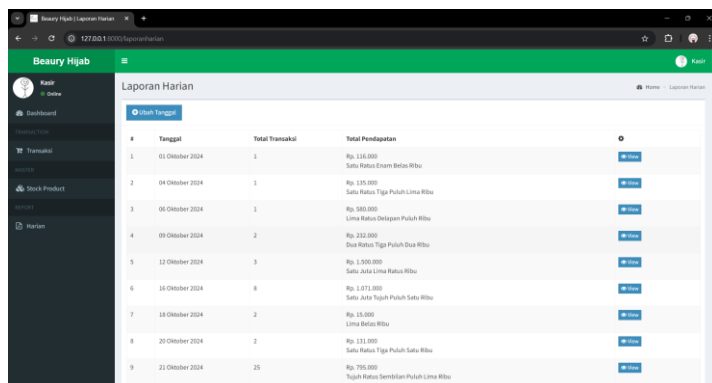 Beaury Hijab | Laporan Harian
127.0.0.1:8000/laporanharian
Beaury Hijab
Kasir
Kasir
Online
Laporan Harian
Home
Laporan Harian
Dashboard
TRANSACTION
Transaksi
MASTER
Stock Product
REPORT
Harian
Ubah Tanggal
# Tanggal Total Transaksi Total Pendapatan
1 01 Oktober 2024 1 Rp. 116.000 View
Satu Ratus Enam Belas Ribu
2 04 Oktober 2024 1 Rp. 135.000 View
Satu Ratus Tiga Puluh Lima Ribu
3 06 Oktober 2024 1 Rp. 580.000 View
Lima Ratus Delapan Puluh Ribu
4 09 Oktober 2024 2 Rp. 232.000 View
Dua Ratus Tiga Puluh Dua Ribu
5 12 Oktober 2024 3 Rp. 1.500.000 View
Satu Juta Lima Ratus Ribu
6 16 Oktober 2024 8 Rp. 1.071.000 View
Satu Juta Tujuh Puluh Satu Ribu
7 18 Oktober 2024 2 Rp. 15.000 View
Lima Belas Ribu
8 20 Oktober 2024 2 Rp. 131.000 View
Satu Ratus Tiga Puluh Satu Ribu
9 21 Oktober 2024 25 Rp. 795.000 View
Tujuh Ratus Sembilan Puluh Lima Ribu